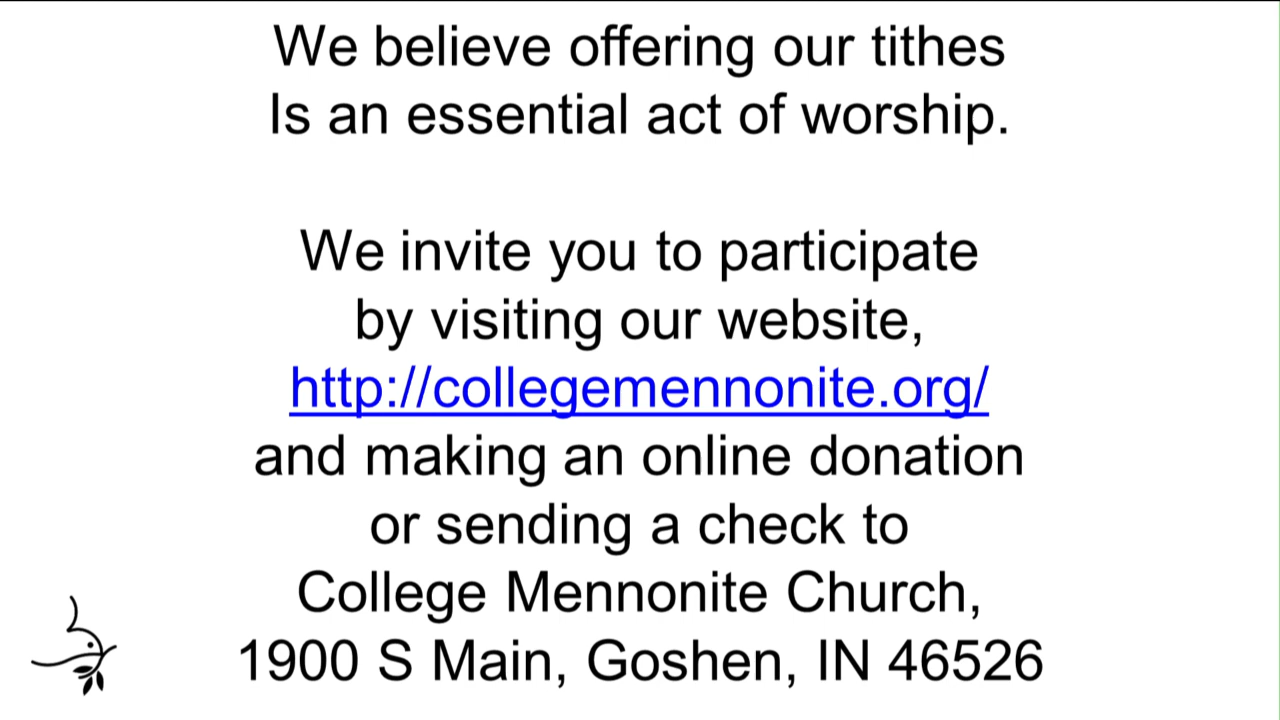 We believe offering our tithes
Is an essential act of worship.
We invite you to participate
by visiting our website,
http://collegemennonite.org/
and making an online donation
or sending a check to
College Mennonite Church,
1900 S Main, Goshen, IN 46526